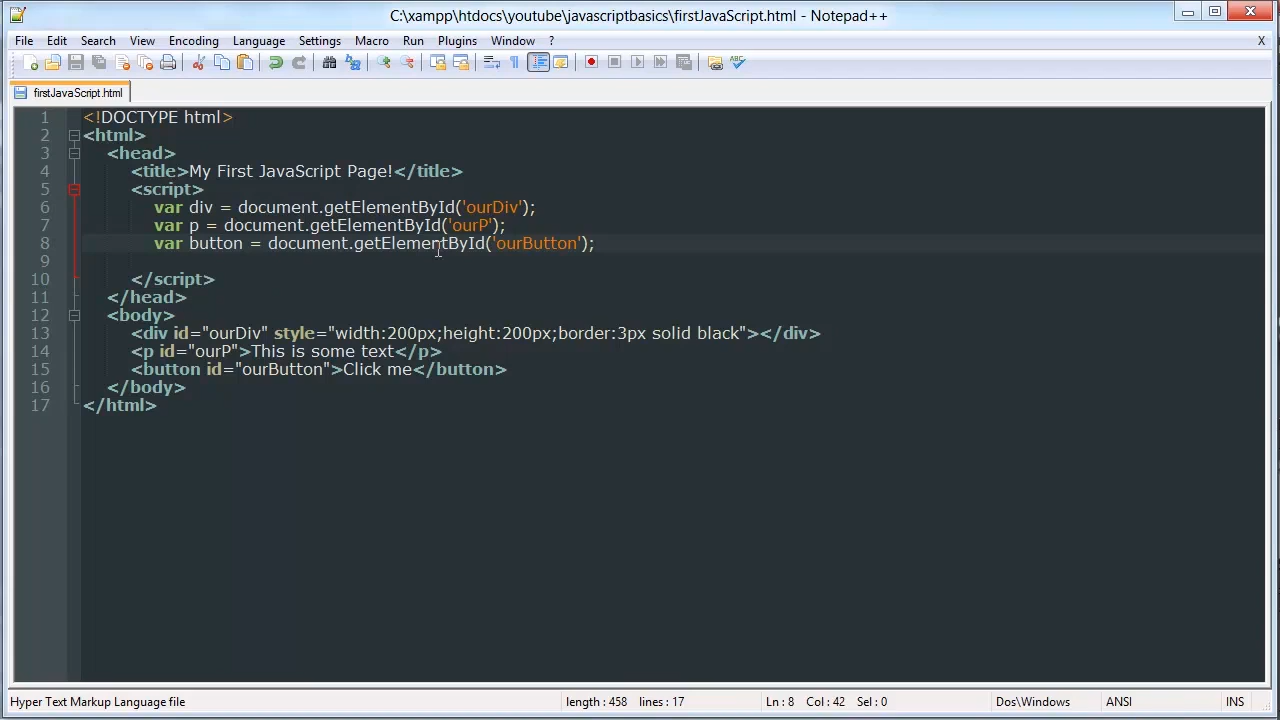 C:\xampp\htdocs\youtube\javascriptbasics\firstJavaScript.html - Notepad++
File Edit Search View Encoding Language Settings Macro Run Plugins Window ? X
ABC
firstJavaScript.html
1 <!DOCTYPE html>
2 <html>
3 <head>
4 <title>My First JavaScript Page!</title>
5 <script>
6 var div = document.getElementById('ourDiv');
7 var p = document.getElementById('ourP');
8 var button = document.getElementById('ourButton');
9
10 </script>
11 </head>
12 <body>
13 <div id="ourDiv" style="width:200px;height:200px;border:3px solid black"></div>
14 <p id="ourP">This is some text</p>
15 <button id="ourButton">Click me</button>
16 </body>
17 </html>
Hyper Text Markup Language file length : 458 lines : 17 Ln : 8 Col : 42 Sel : 0 Dos\Windows ANSI INS